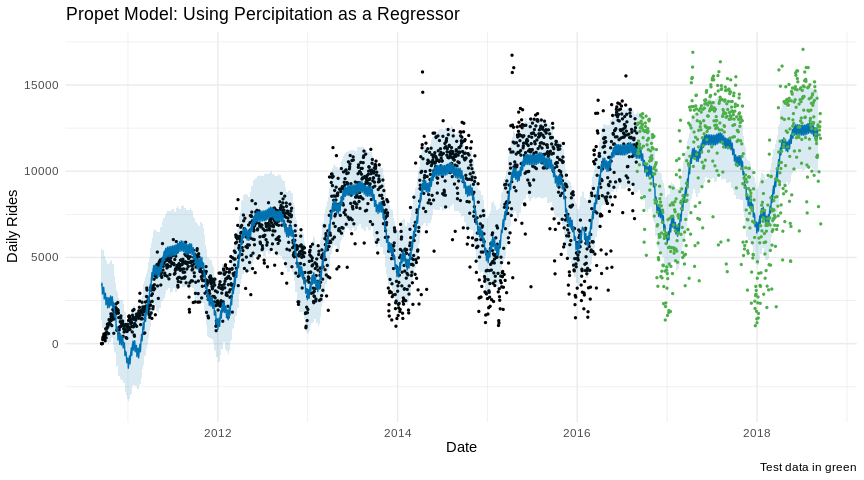 Propet Model: Using Percipitation as a Regressor
Daily Rides
15000
10000
5000
0
2012
2014
2016
2018
Date
Test data in green